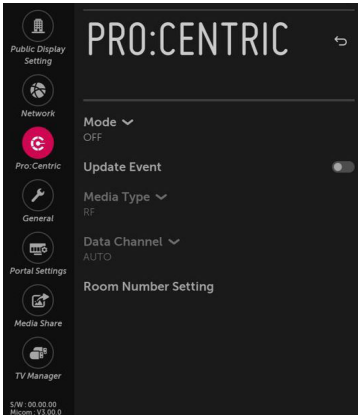 PRO:CENTRIC
Public Display
Setting
Network
Pro:Centric
General
Portal Settings
Media Share
TV Manager
S/W : 00.00.00
Micom : V3.00.0
Mode
OFF
Update Event
Media Type
RF
Data Channel
AUTO
Room Number Setting